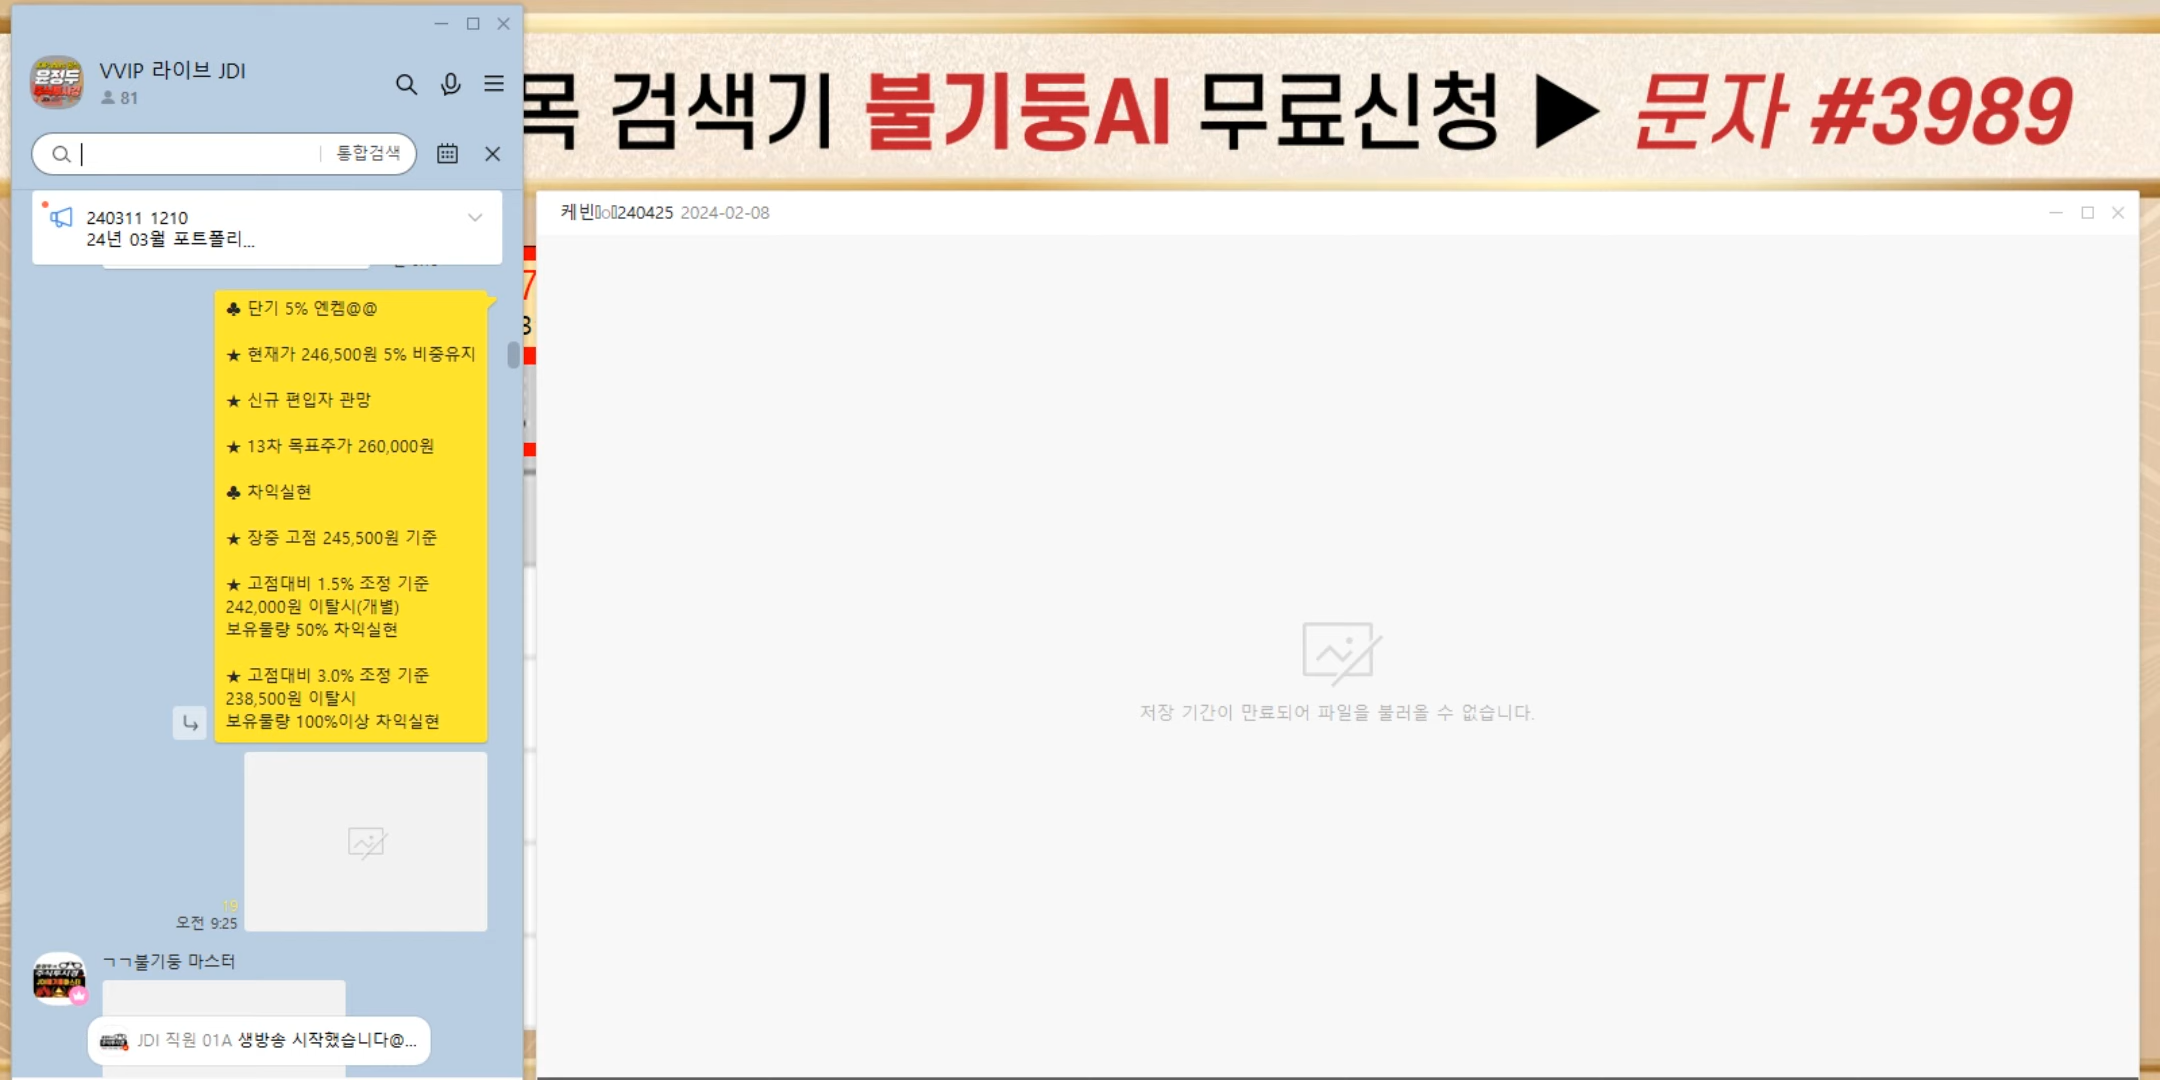 VVIP 라이브 JDI
81
통합검색
240311 1210
24년 03월 포트폴리...
♣ 단기 5% 엔켐@@
★ 현재가 246,500원 5% 비중유지
★ 신규 편입자 관망
★ 13차 목표주가 260,000원
♣ 차익실현
★ 장중 고점 245,500원 기준
★ 고점대비 1.5% 조정 기준
242,000원 이탈시(개별)
보유물량 50% 차익실현
★ 고점대비 3.0% 조정 기준
238,500원 이탈시
보유물량 100%이상 차익실현
19
오전 9:25
ㄱㄱ불기둥 마스터
JDI 직원 01A 생방송 시작했습니다@...
목 검색기 불기둥AI 무료신청 ▶ 문자 #3989
240425 2024-02-08
저장 기간이 만료되어 파일을 불러올 수 없습니다.